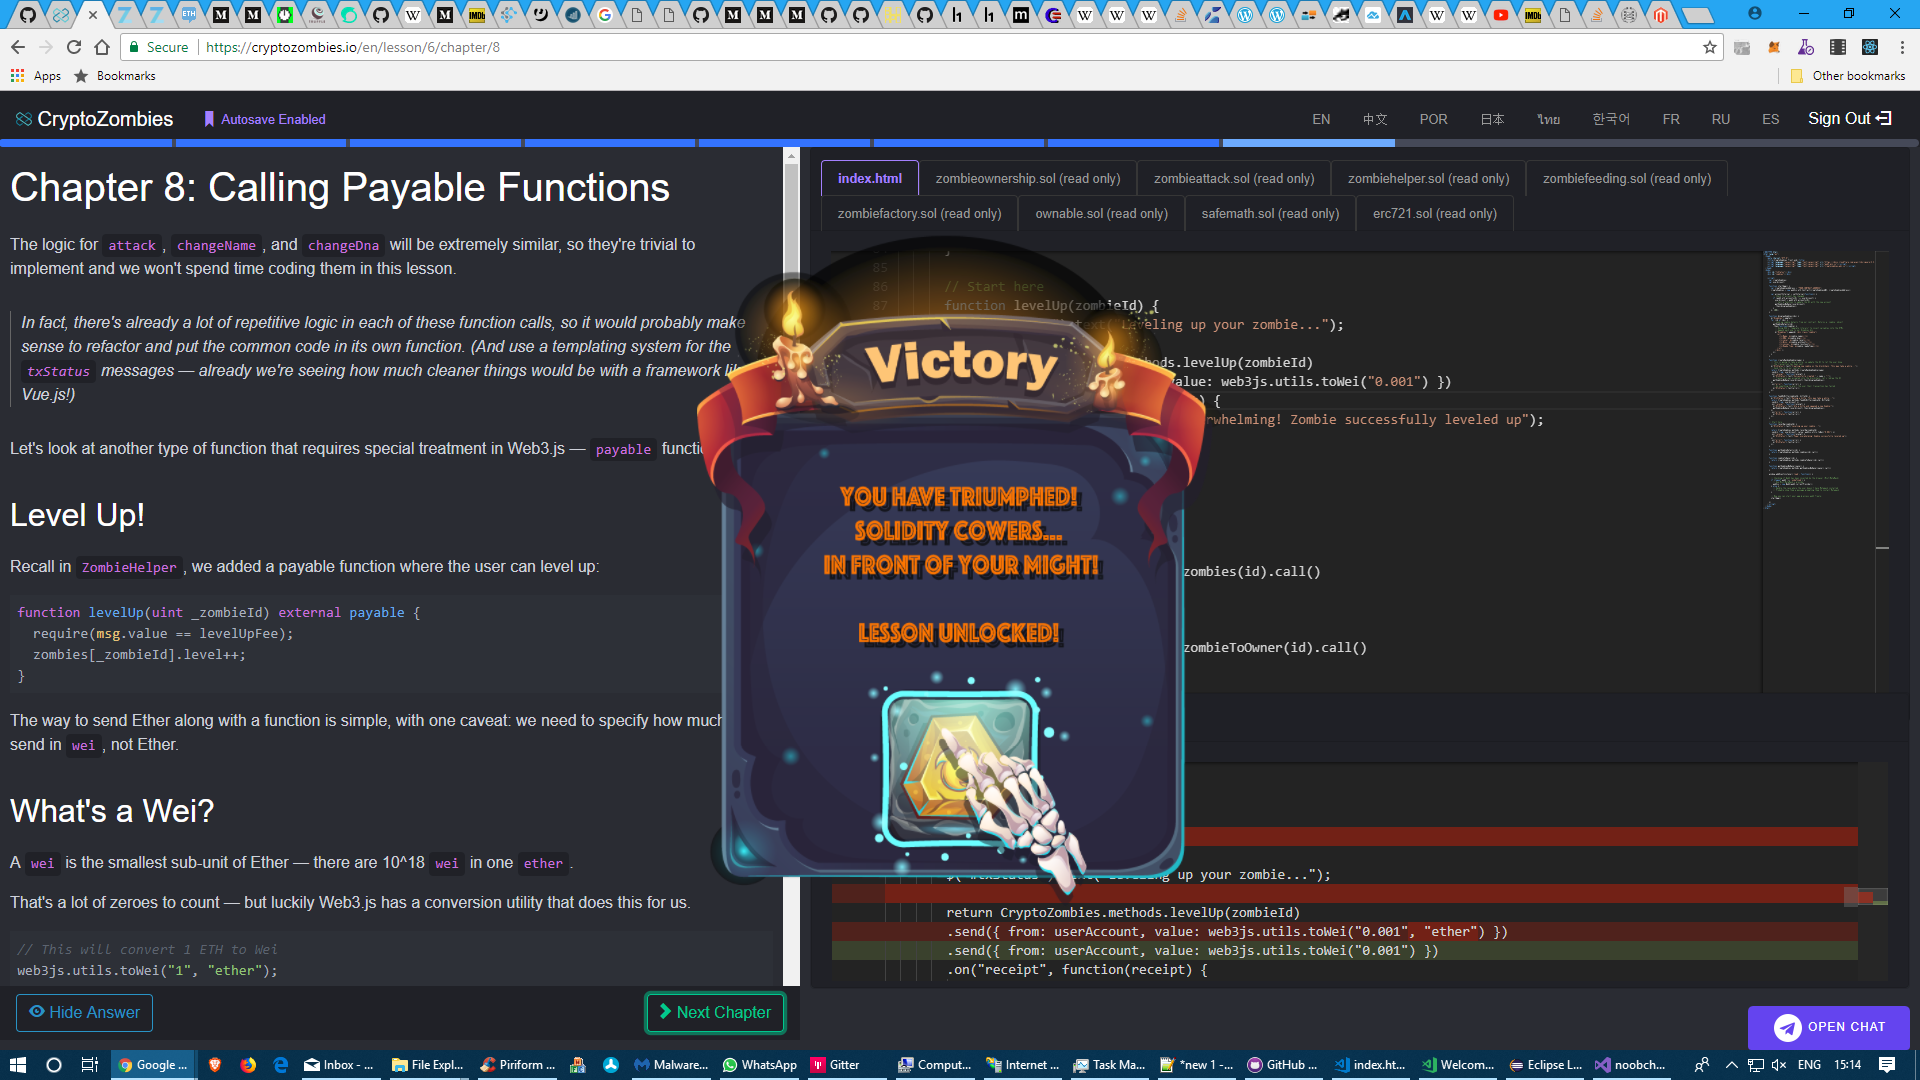 Secure
https://cryptozombies.io/en/lesson/6/chapter/8
Apps
Bookmarks
Other bookmarks
CryptoZombies
Autosave Enabled
EN
中文
POR
日本
ไทย
한국어
FR
RU
ES
Sign Out
Chapter 8: Calling Payable Functions
The logic for attack, changeName, and changeDna will be extremely similar, so they're trivial to
implement and we won't spend time coding them in this lesson.
In fact, there's already a lot of repetitive logic in each of these function calls, so it would probably make
sense to refactor and put the common code in its own function. (And use a templating system for the
txStatus messages — already we're seeing how much cleaner things would be with a framework
Vue.js!)
Let's look at another type of function that requires special treatment in Web3.js — payable
Level Up!
Recall in ZombieHelper, we added a payable function where the user can level up:
function levelUp(uint _zombieId) external payable {
require(msg.value == levelUpFee);
zombies[_zombieId].level++;
}
The way to send Ether along with a function is simple, with one caveat: we need to specify how much
send in wei, not Ether.
What's a Wei?
A wei is the smallest sub-unit of Ether — there are 10^18 wei in one ether.
That's a lot of zeroes to count — but luckily Web3.js has a conversion utility that does this for us.
// This will convert 1 ETH to Wei
web3js.utils.toWei("1", "ether");
Hide Answer
Next Chapter
index.html
zombieownership.sol (read only)
zombieattack.sol (read only)
zombiehelper.sol (read only)
zombiefeeding.sol (read only)
zombiefactory.sol (read only)
ownable.sol (read only)
safemath.sol (read only)
erc721.sol (read only)
85
86 // Start here
87 function levelUp(zombieId) {
up your zombie...");
.levelUp(zombieId)
value: web3js.utils.toWei("0.001") })
) {
Zombie successfully leveled up");
zombies(id).call()
zombieToOwner(id).call()
Victory
YOU HAVE TRIUMPHED!
SOLIDITY COWERS...
IN FRONT OF YOUR MIGHT!
LESSON UNLOCKED!
up your zombie...");
return CryptoZombies.methods.levelUp(zombieId)
.send({ from: userAccount, value: web3js.utils.toWei("0.001", "ether") })
.send({ from: userAccount, value: web3js.utils.toWei("0.001") })
.on("receipt", function(receipt) {
OPEN CHAT
Google ...
Inbox - ...
File Expl...
Piriform ...
Malware...
WhatsApp
Gitter
Comput...
Internet ...
Task Ma...
*new 1 -...
GitHub ...
index.ht...
Welcom...
Eclipse L...
noobch...
ENG
15:14